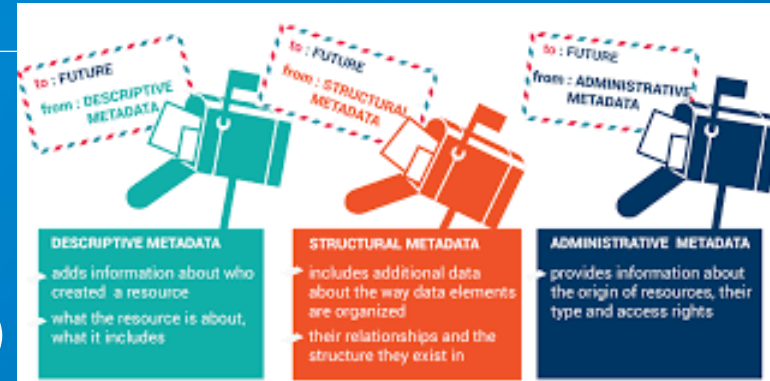 to : FUTURE
from : DESCRIPTIVE
METADATA
to : FUTURE
from : STRUCTURAL
METADATA
to : FUTURE
from : ADMINISTRATIVE
METADATA
DESCRIPTIVE METADATA
adds information about who
created a resource
what the resource is about,
what it includes
STRUCTURAL METADATA
includes additional data
about the way data elements
are organized
their relationships and the
structure they exist in
ADMINISTRATIVE METADATA
provides information about
the origin of resources, their
type and access rights